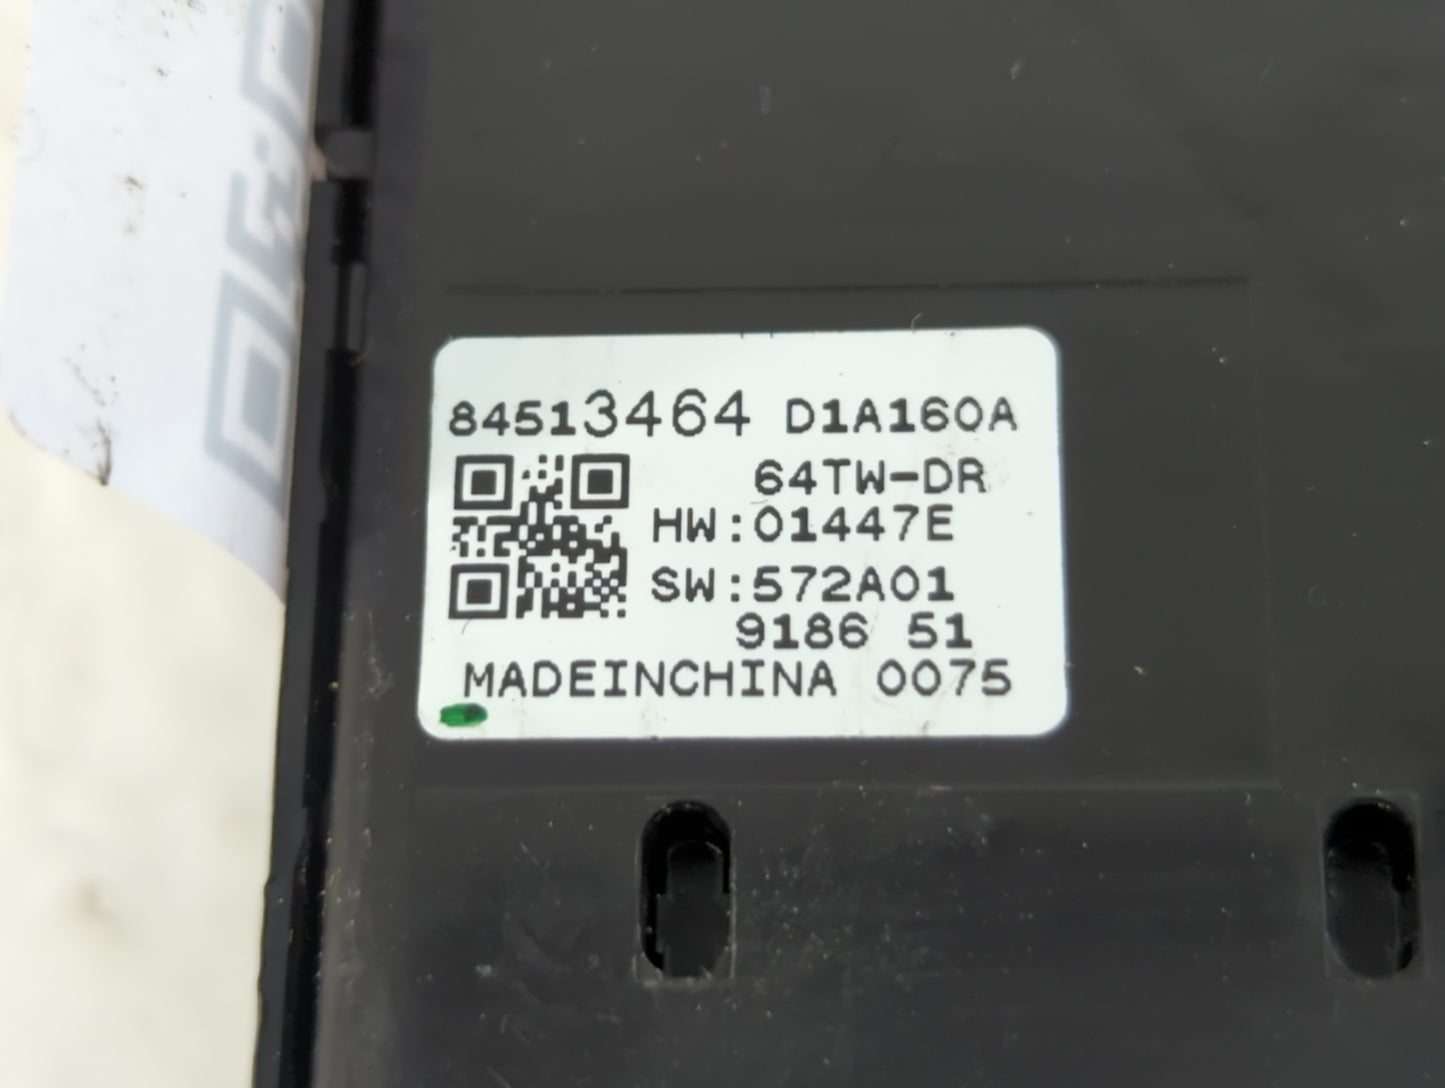 84513464 D1A160A
64TW-DR
HW:01447E
SW:572A01
9186 51
MADEINCHINA 0075